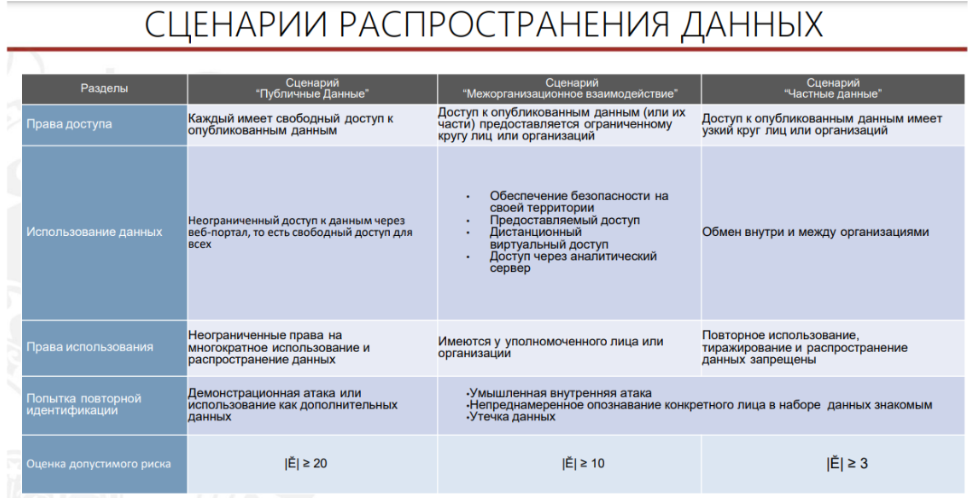 СЦЕНАРИИ РАСПРОСТРАНЕНИЯ ДАННЫХ
Разделы
Сценарий
“Публичные Данные”
Сценарий
“Межорганизационное взаимодействие”
Сценарий
“Частные данные”
Права доступа
Каждый имеет свободный доступ к
опубликованным данным
Доступ к опубликованным данным (или их
части) предоставляется ограниченному
кругу лиц или организаций
Доступ к опубликованным данным имеет
узкий круг лиц или организаций
Использование данных
Неограниченный доступ к данным через
веб-портал, то есть свободный доступ для
всех
• Обеспечение безопасности на
своей территории
• Предоставляемый доступ
• Дистанционный
виртуальный доступ
• Доступ через аналитический
сервер
Обмен внутри и между организациями
Права использования
Неограниченные права на
многократное использование и
распространение данных
Имеются у уполномоченного лица или
организации
Повторное использование,
тиражирование и распространение
данных запрещены
Попытка повторной
идентификации
Демонстрационная атака или
использование как дополнительных
данных
•Умышленная внутренняя атака
•Непреднамеренное опознавание конкретного лица в наборе данных знакомым
•Утечка данных
Оценка допустимого риска
|Ĕ| ≥ 20
|Ĕ| ≥ 10
|Ĕ| ≥ 3